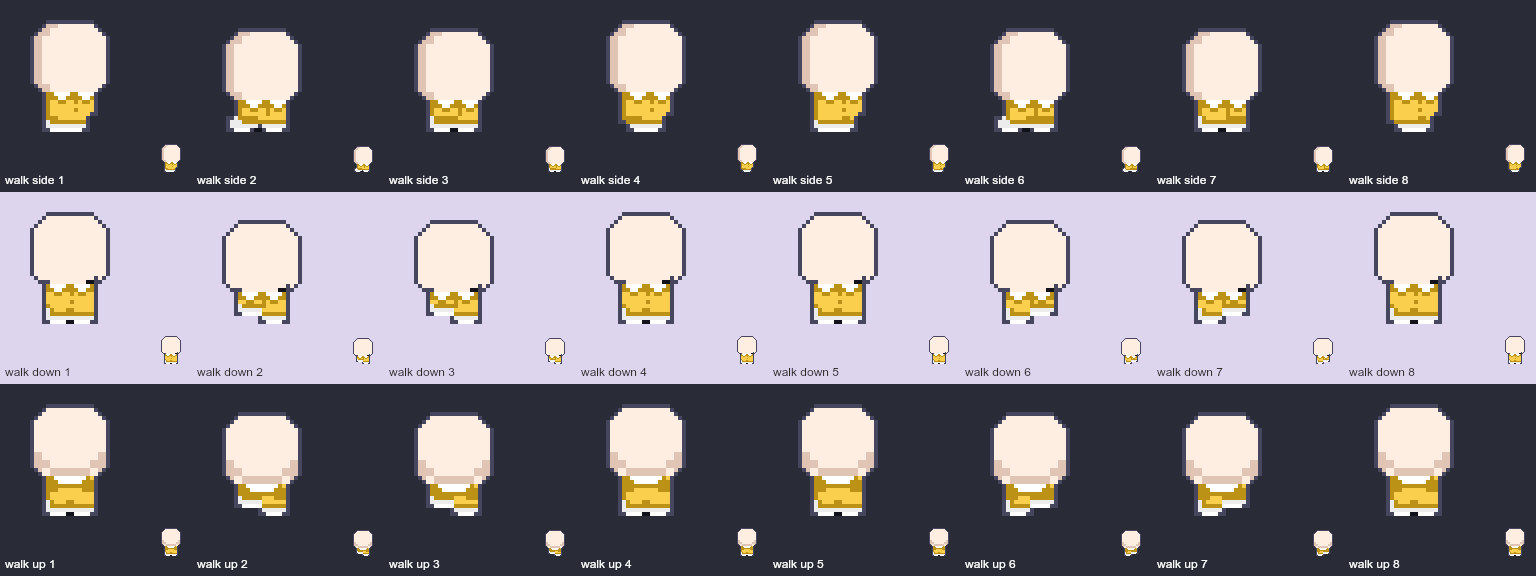 walk side 1
walk side 2
walk side 3
walk side 4
walk side 5
walk side 6
walk side 7
walk side 8
walk down 1
walk down 2
walk down 3
walk down 4
walk down 5
walk down 6
walk down 7
walk down 8
walk up 1
walk up 2
walk up 3
walk up 4
walk up 5
walk up 6
walk up 7
walk up 8